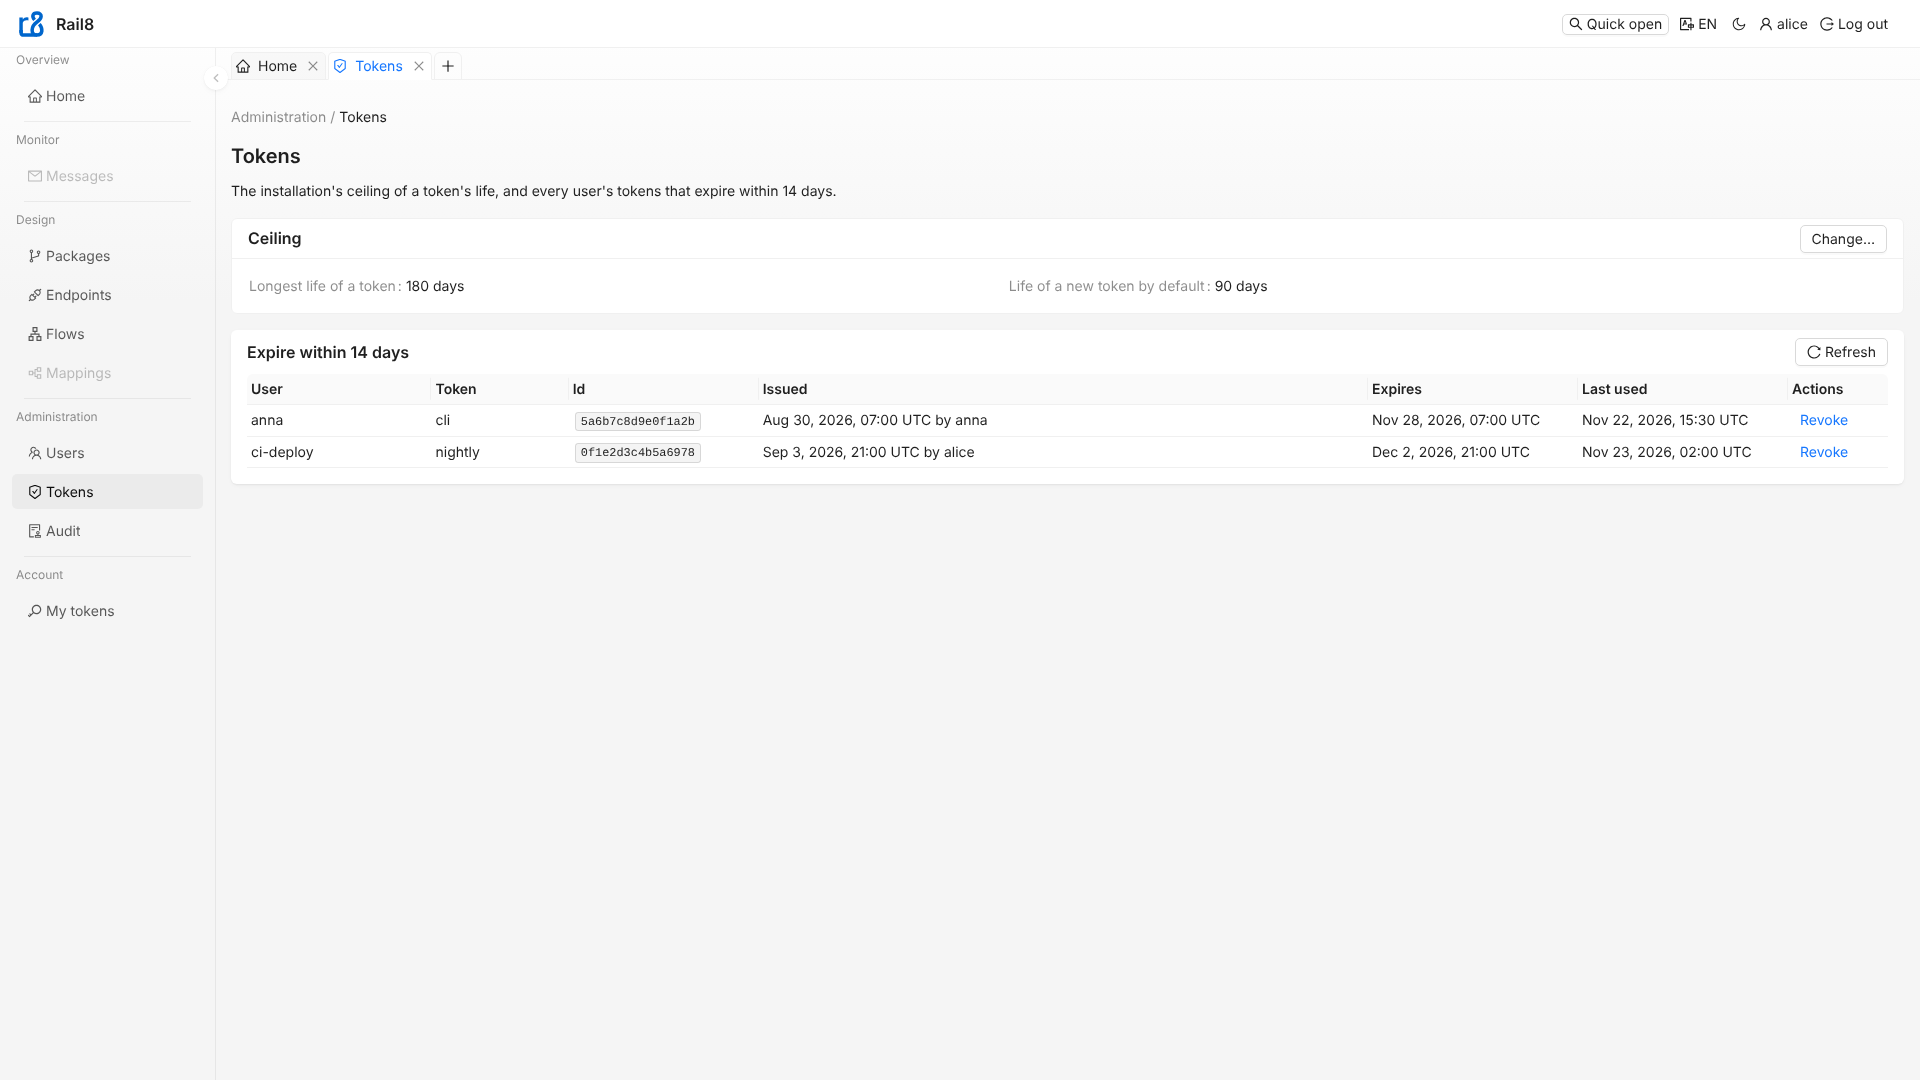 Rail8
Quick open EN alice Log out
Overview
Home
Monitor
Messages
Design
Packages
Endpoints
Flows
Mappings
Administration
Users
Tokens
Audit
Account
My tokens
Home Tokens
Administration / Tokens
Tokens
The installation's ceiling of a token's life, and every user's tokens that expire within 14 days.
Ceiling Change...
Longest life of a token: 180 days Life of a new token by default: 90 days
Expire within 14 days Refresh
User Token Id Issued Expires Last used Actions
anna cli 5a6b7c8d9e0f1a2b Aug 30, 2026, 07:00 UTC by anna Nov 28, 2026, 07:00 UTC Nov 22, 2026, 15:30 UTC Revoke
ci-deploy nightly 0f1e2d3c4b5a6978 Sep 3, 2026, 21:00 UTC by alice Dec 2, 2026, 21:00 UTC Nov 23, 2026, 02:00 UTC Revoke